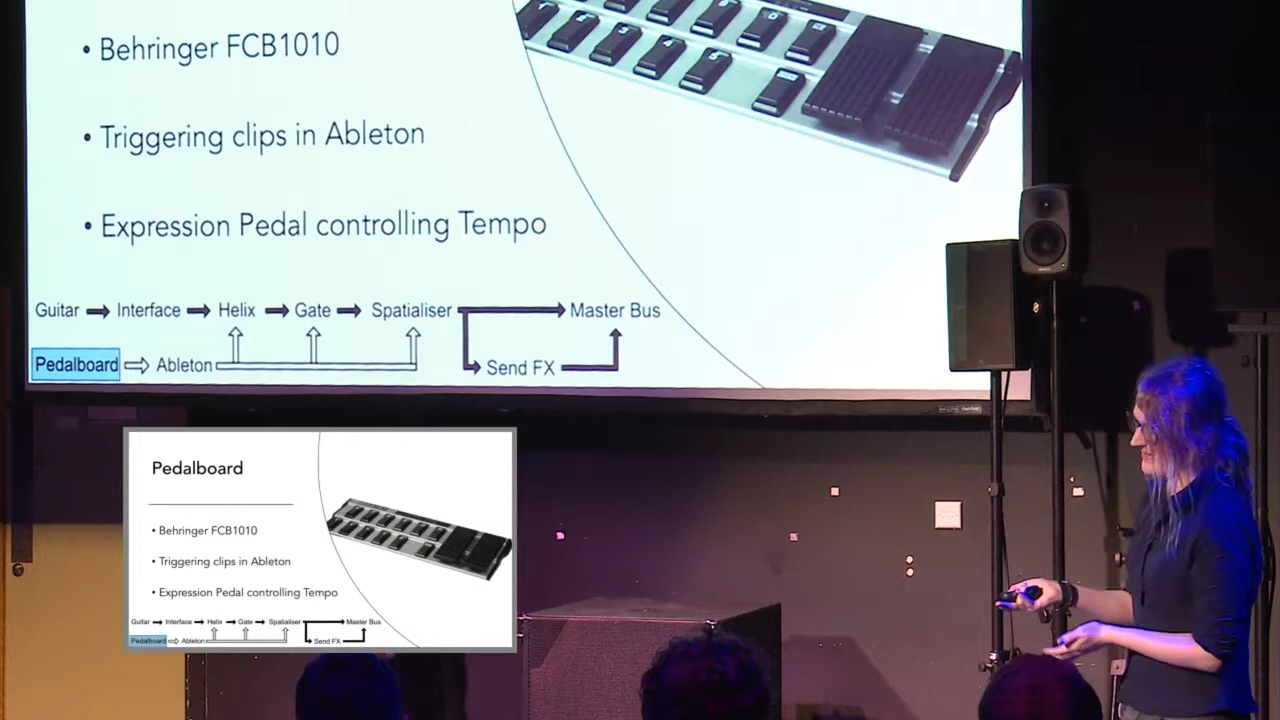 • Behringer FCB1010
• Triggering clips in Ableton
• Expression Pedal controlling Tempo
Guitar Interface Helix Gate Spatialiser Master Bus
Pedalboard Ableton Send FX
Pedalboard
• Behringer FCB1010
• Triggering clips in Ableton
• Expression Pedal controlling Tempo
Guitar Interface Helix Gate Spatialiser Master Bus
Pedalboard Ableton Send FX